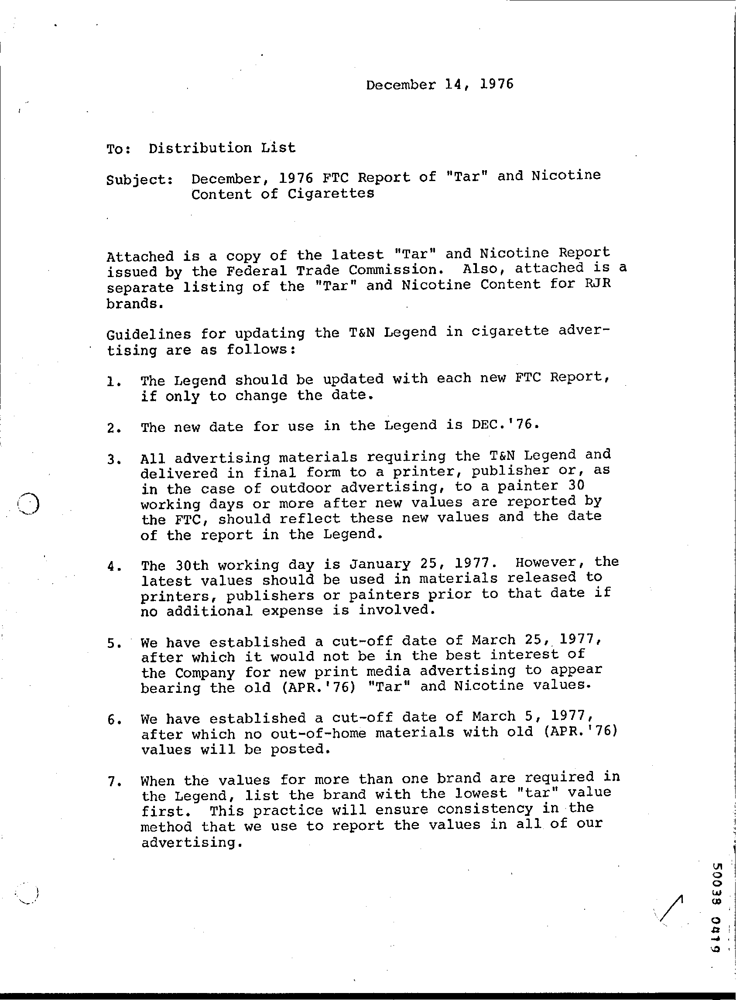 December 14, 1976
To: Distribution List
Subject: December, 1976 FTC Report of "Tar" and Nicotine
Content of Cigarettes
Attached is a copy of the latest "Tar" and Nicotine Report
issued by the Federal Trade Commission. Also, attached is a
separate listing of the "Tar" and Nicotine Content for RJR
brands.
Guidelines for updating the T&N Legend in cigarette adver-
tising are as follows:
1. The Legend should be updated with each new FTC Report,
if only to change the date.
2. The new date for use in the Legend is DEC.'76.
3. All advertising materials requiring the T&N Legend and
delivered in final form to a printer, publisher or, as
in the case of outdoor advertising, to a painter 30
working days or more after new values are reported by
the FTC, should reflect these new values and the date
of the report in the Legend.
4. The 30th working day is January 25, 1977. However, the
latest values should be used in materials released to
printers, publishers or painters prior to that date if
no additional expense is involved.
5. We have established a cut-off date of March 25, 1977,
after which it would not be in the best interest of
the Company for new print media advertising to appear
bearing the old (APR.'76) "Tar" and Nicotine values.
6. We have established a cut-off date of March 5, 1977,
after which no out-of-home materials with old (APR.'76)
values will be posted.
7. When the values for more than one brand are required in
the Legend, list the brand with the lowest "tar" value
first. This practice will ensure consistency in the
method that we use to report the values in all of our
advertising.
50038 0419